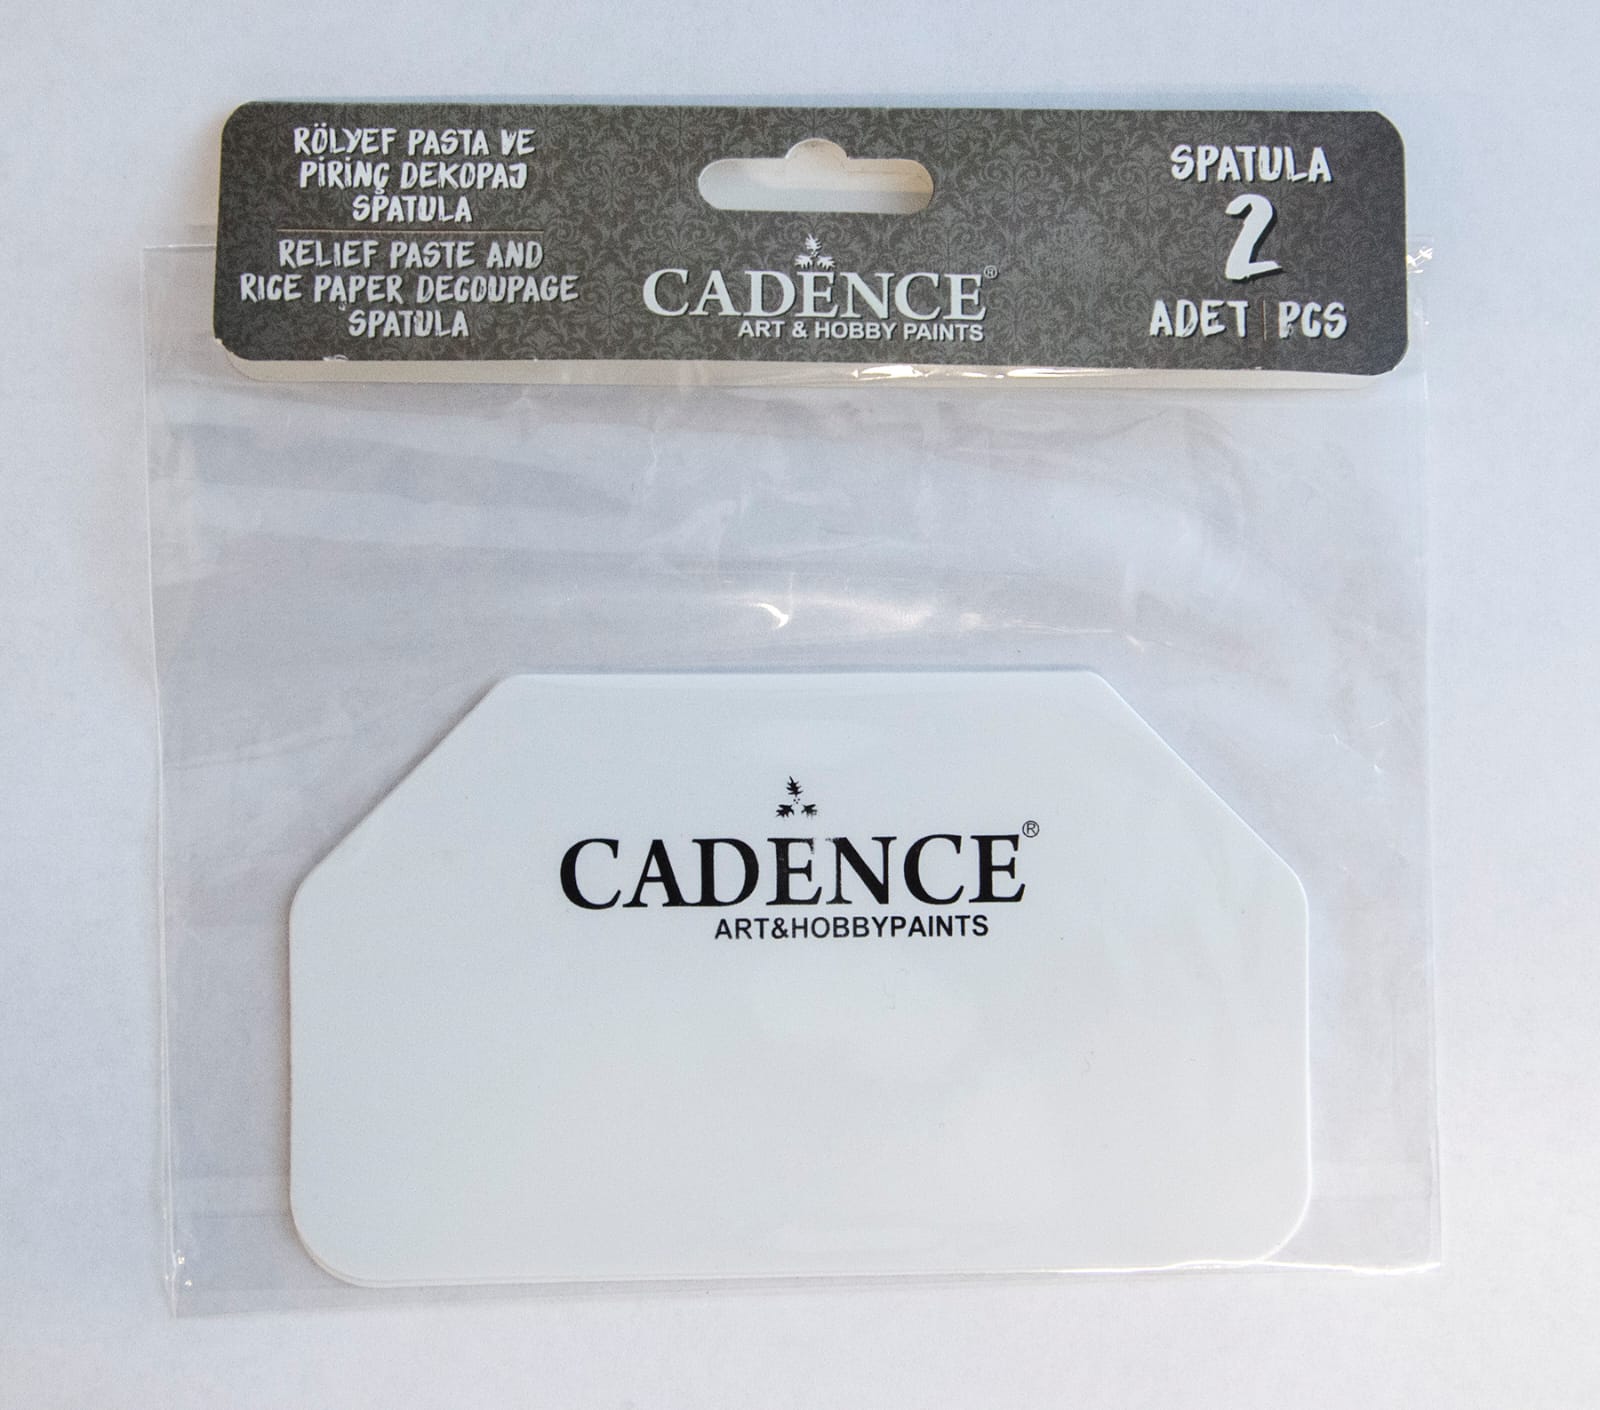 RÖLYEF PASTA VE
PİRİNÇ DEKOPAJ
SPATULA
RELIEF PASTE AND
RICE PAPER DECOUPAGE
SPATULA
CADENCE®
ART & HOBBY PAINTS
SPATULA
2
ADET | PCS
CADENCE®
ART&HOBBYPAINTS